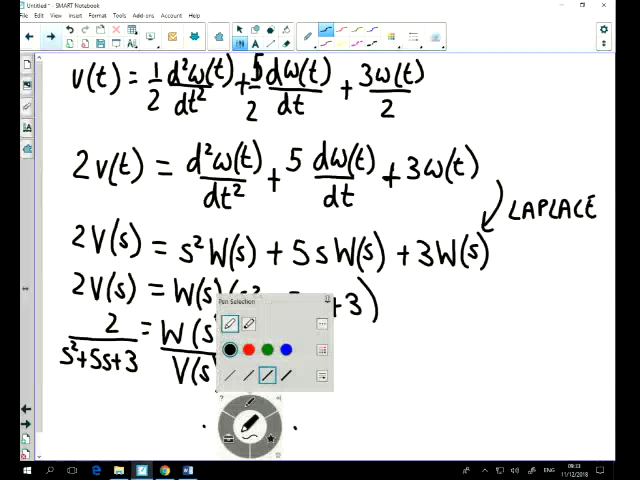 Untitled * - SMART Notebook
File Edit View Insert Format Tools Add-ons Account Help
v(t) = 1/2 d²ω(t)/dt² + 5/2 dω(t)/dt + 3ω(t)/2
2v(t) = d²ω(t)/dt² + 5 dω(t)/dt + 3ω(t)
LAPLACE
2V(s) = s²W(s) + 5sW(s) + 3W(s)
2V(s) = W(s) +3)
2/(s²+5s+3) = W(s /V(s
Pen Selection
ENG
09:33
11/12/2018